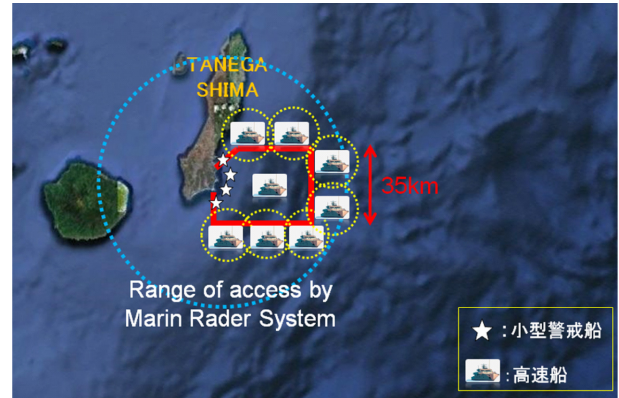 TANEGA
SHIMA
35km
Range of access by
Marin Rader System
★ :小型警戒船
:高速船